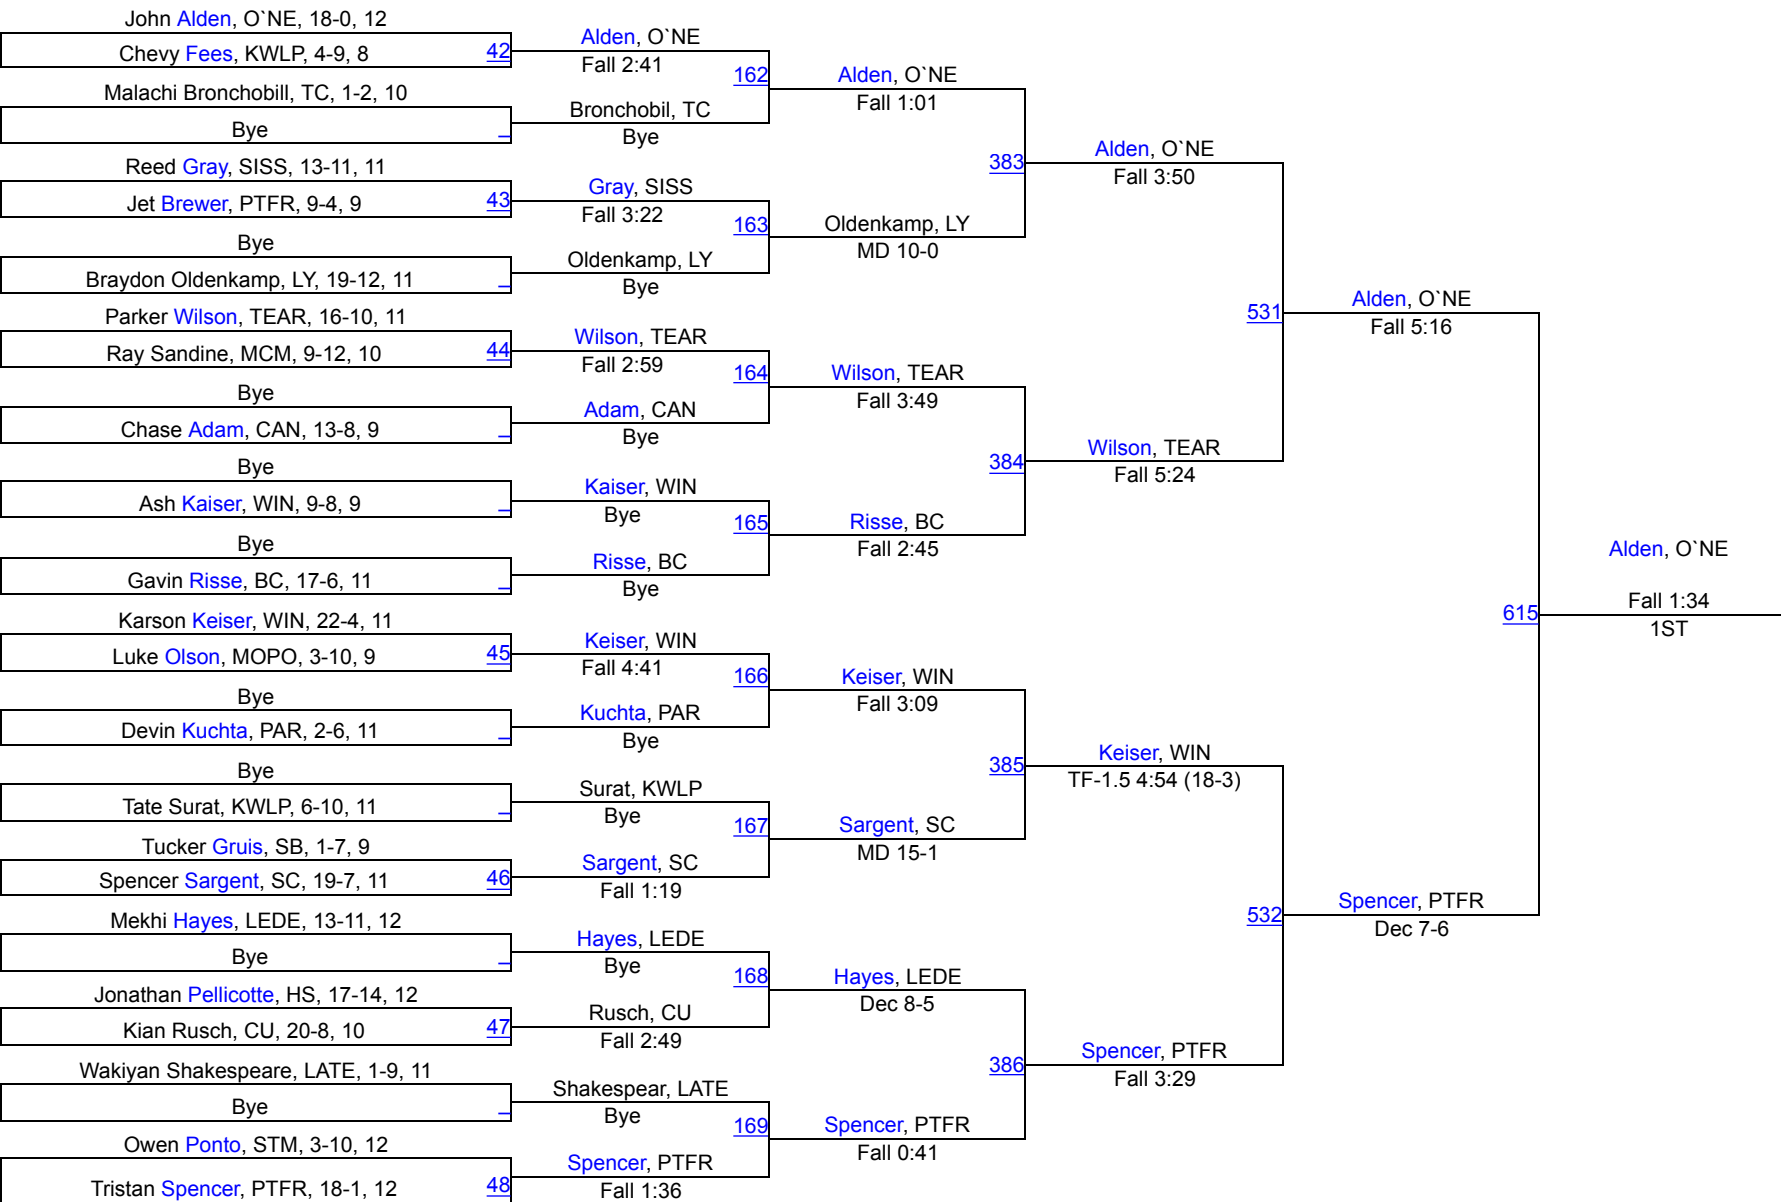 John Alden, O`NE, 18-0, 12
Chevy Fees, KWLP, 4-9, 8
42
Malachi Bronchobill, TC, 1-2, 10
Bye
Reed Gray, SISS, 13-11, 11
Jet Brewer, PTFR, 9-4, 9
43
Bye
Braydon Oldenkamp, LY, 19-12, 11
Parker Wilson, TEAR, 16-10, 11
Ray Sandine, MCM, 9-12, 10
44
Bye
Chase Adam, CAN, 13-8, 9
Bye
Ash Kaiser, WIN, 9-8, 9
Bye
Gavin Risse, BC, 17-6, 11
Karson Keiser, WIN, 22-4, 11
Luke Olson, MOPO, 3-10, 9
45
Bye
Devin Kuchta, PAR, 2-6, 11
Bye
Tate Surat, KWLP, 6-10, 11
Tucker Gruis, SB, 1-7, 9
Spencer Sargent, SC, 19-7, 11
46
Mekhi Hayes, LEDE, 13-11, 12
Bye
Jonathan Pellicotte, HS, 17-14, 12
Kian Rusch, CU, 20-8, 10
47
Wakiyan Shakespeare, LATE, 1-9, 11
Bye
Owen Ponto, STM, 3-10, 12
Tristan Spencer, PTFR, 18-1, 12
48
Alden, O`NE
Fall 2:41
162
Bronchobil, TC
Bye
Gray, SISS
Fall 3:22
163
Oldenkamp, LY
Bye
Wilson, TEAR
Fall 2:59
164
Adam, CAN
Bye
Kaiser, WIN
Bye
165
Risse, BC
Bye
Keiser, WIN
Fall 4:41
166
Kuchta, PAR
Bye
Surat, KWLP
Bye
167
Sargent, SC
Fall 1:19
Hayes, LEDE
Bye
168
Rusch, CU
Fall 2:49
Shakespear, LATE
Bye
169
Spencer, PTFR
Fall 1:36
Alden, O`NE
Fall 1:01
383
Oldenkamp, LY
MD 10-0
Wilson, TEAR
Fall 3:49
384
Risse, BC
Fall 2:45
Keiser, WIN
Fall 3:09
385
Sargent, SC
MD 15-1
Hayes, LEDE
Dec 8-5
386
Spencer, PTFR
Fall 0:41
Alden, O`NE
Fall 3:50
531
Wilson, TEAR
Fall 5:24
Keiser, WIN
TF-1.5 4:54 (18-3)
532
Spencer, PTFR
Fall 3:29
Alden, O`NE
Fall 5:16
615
Spencer, PTFR
Dec 7-6
Alden, O`NE
Fall 1:34
1ST